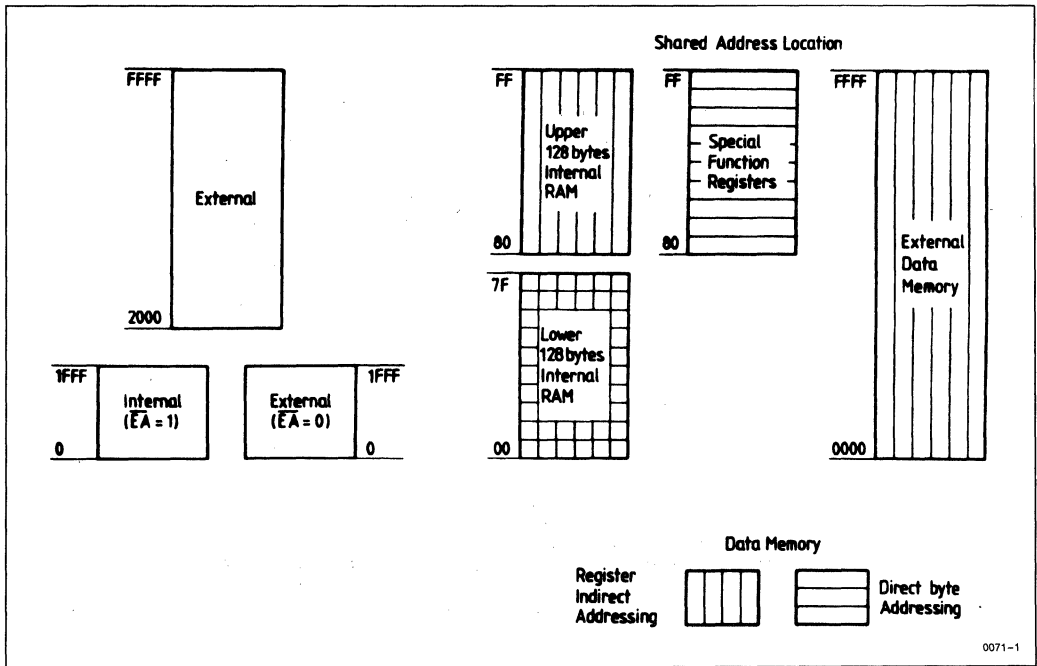 Shared Address Location
FFFF
External
2000
1FFF
Internal
(E̅A̅ = 1)
0
External
(E̅A̅ = 0)
1FFF
0
FF
Upper
128 bytes
Internal
RAM
80
7F
Lower
128 bytes
Internal
RAM
00
FF
Special
Function
Registers
80
FFFF
External
Data
Memory
0000
Data Memory
Register
Indirect
Addressing
Direct byte
Addressing
0071-1